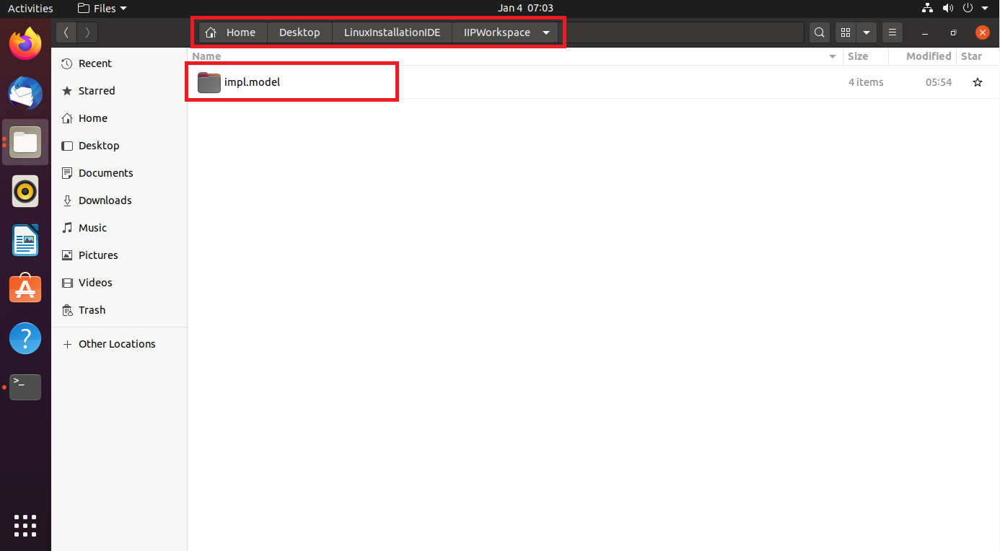 Activities Files Jan 4 07:03
Home Desktop LinuxInstallationIDE IIPWorkspace
Name Size Modified Star
impl.model 4 items 05:54
Recent
Starred
Home
Desktop
Documents
Downloads
Music
Pictures
Videos
Trash
+ Other Locations
?
>_